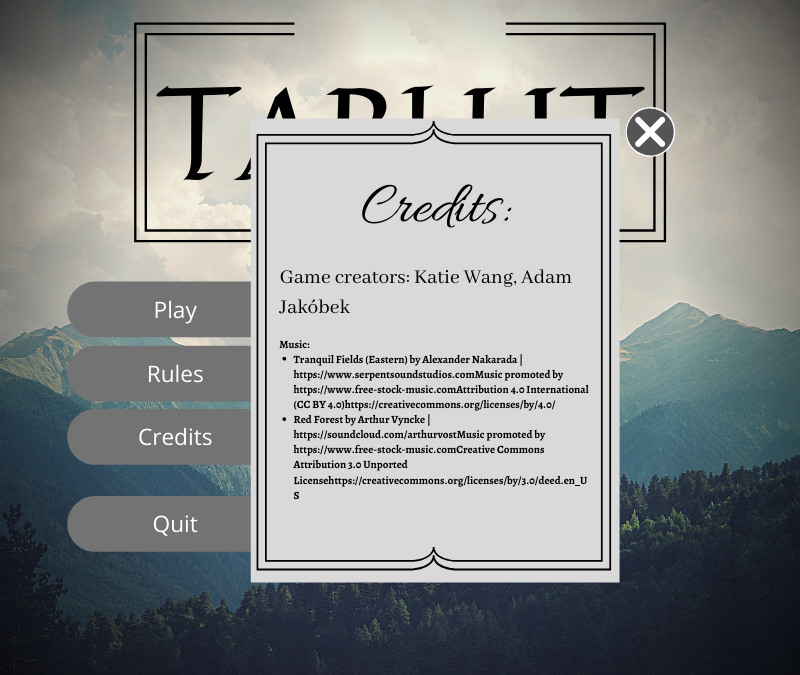 Credits:
Game creators: Katie Wang, Adam
Jakóbek
Music:
Tranquil Fields (Eastern) by Alexander Nakarada |
https://www.serpentsoundstudios.comMusic promoted by
https://www.free-stock-music.comAttribution 4.0 International
(CC BY 4.0)https://creativecommons.org/licenses/by/4.0/
Red Forest by Arthur Vyncke |
https://soundcloud.com/arthurvostMusic promoted by
https://www.free-stock-music.comCreative Commons
Attribution 3.0 Unported
Licensehttps://creativecommons.org/licenses/by/3.0/deed.en_U
S
Play
Rules
Credits
Quit